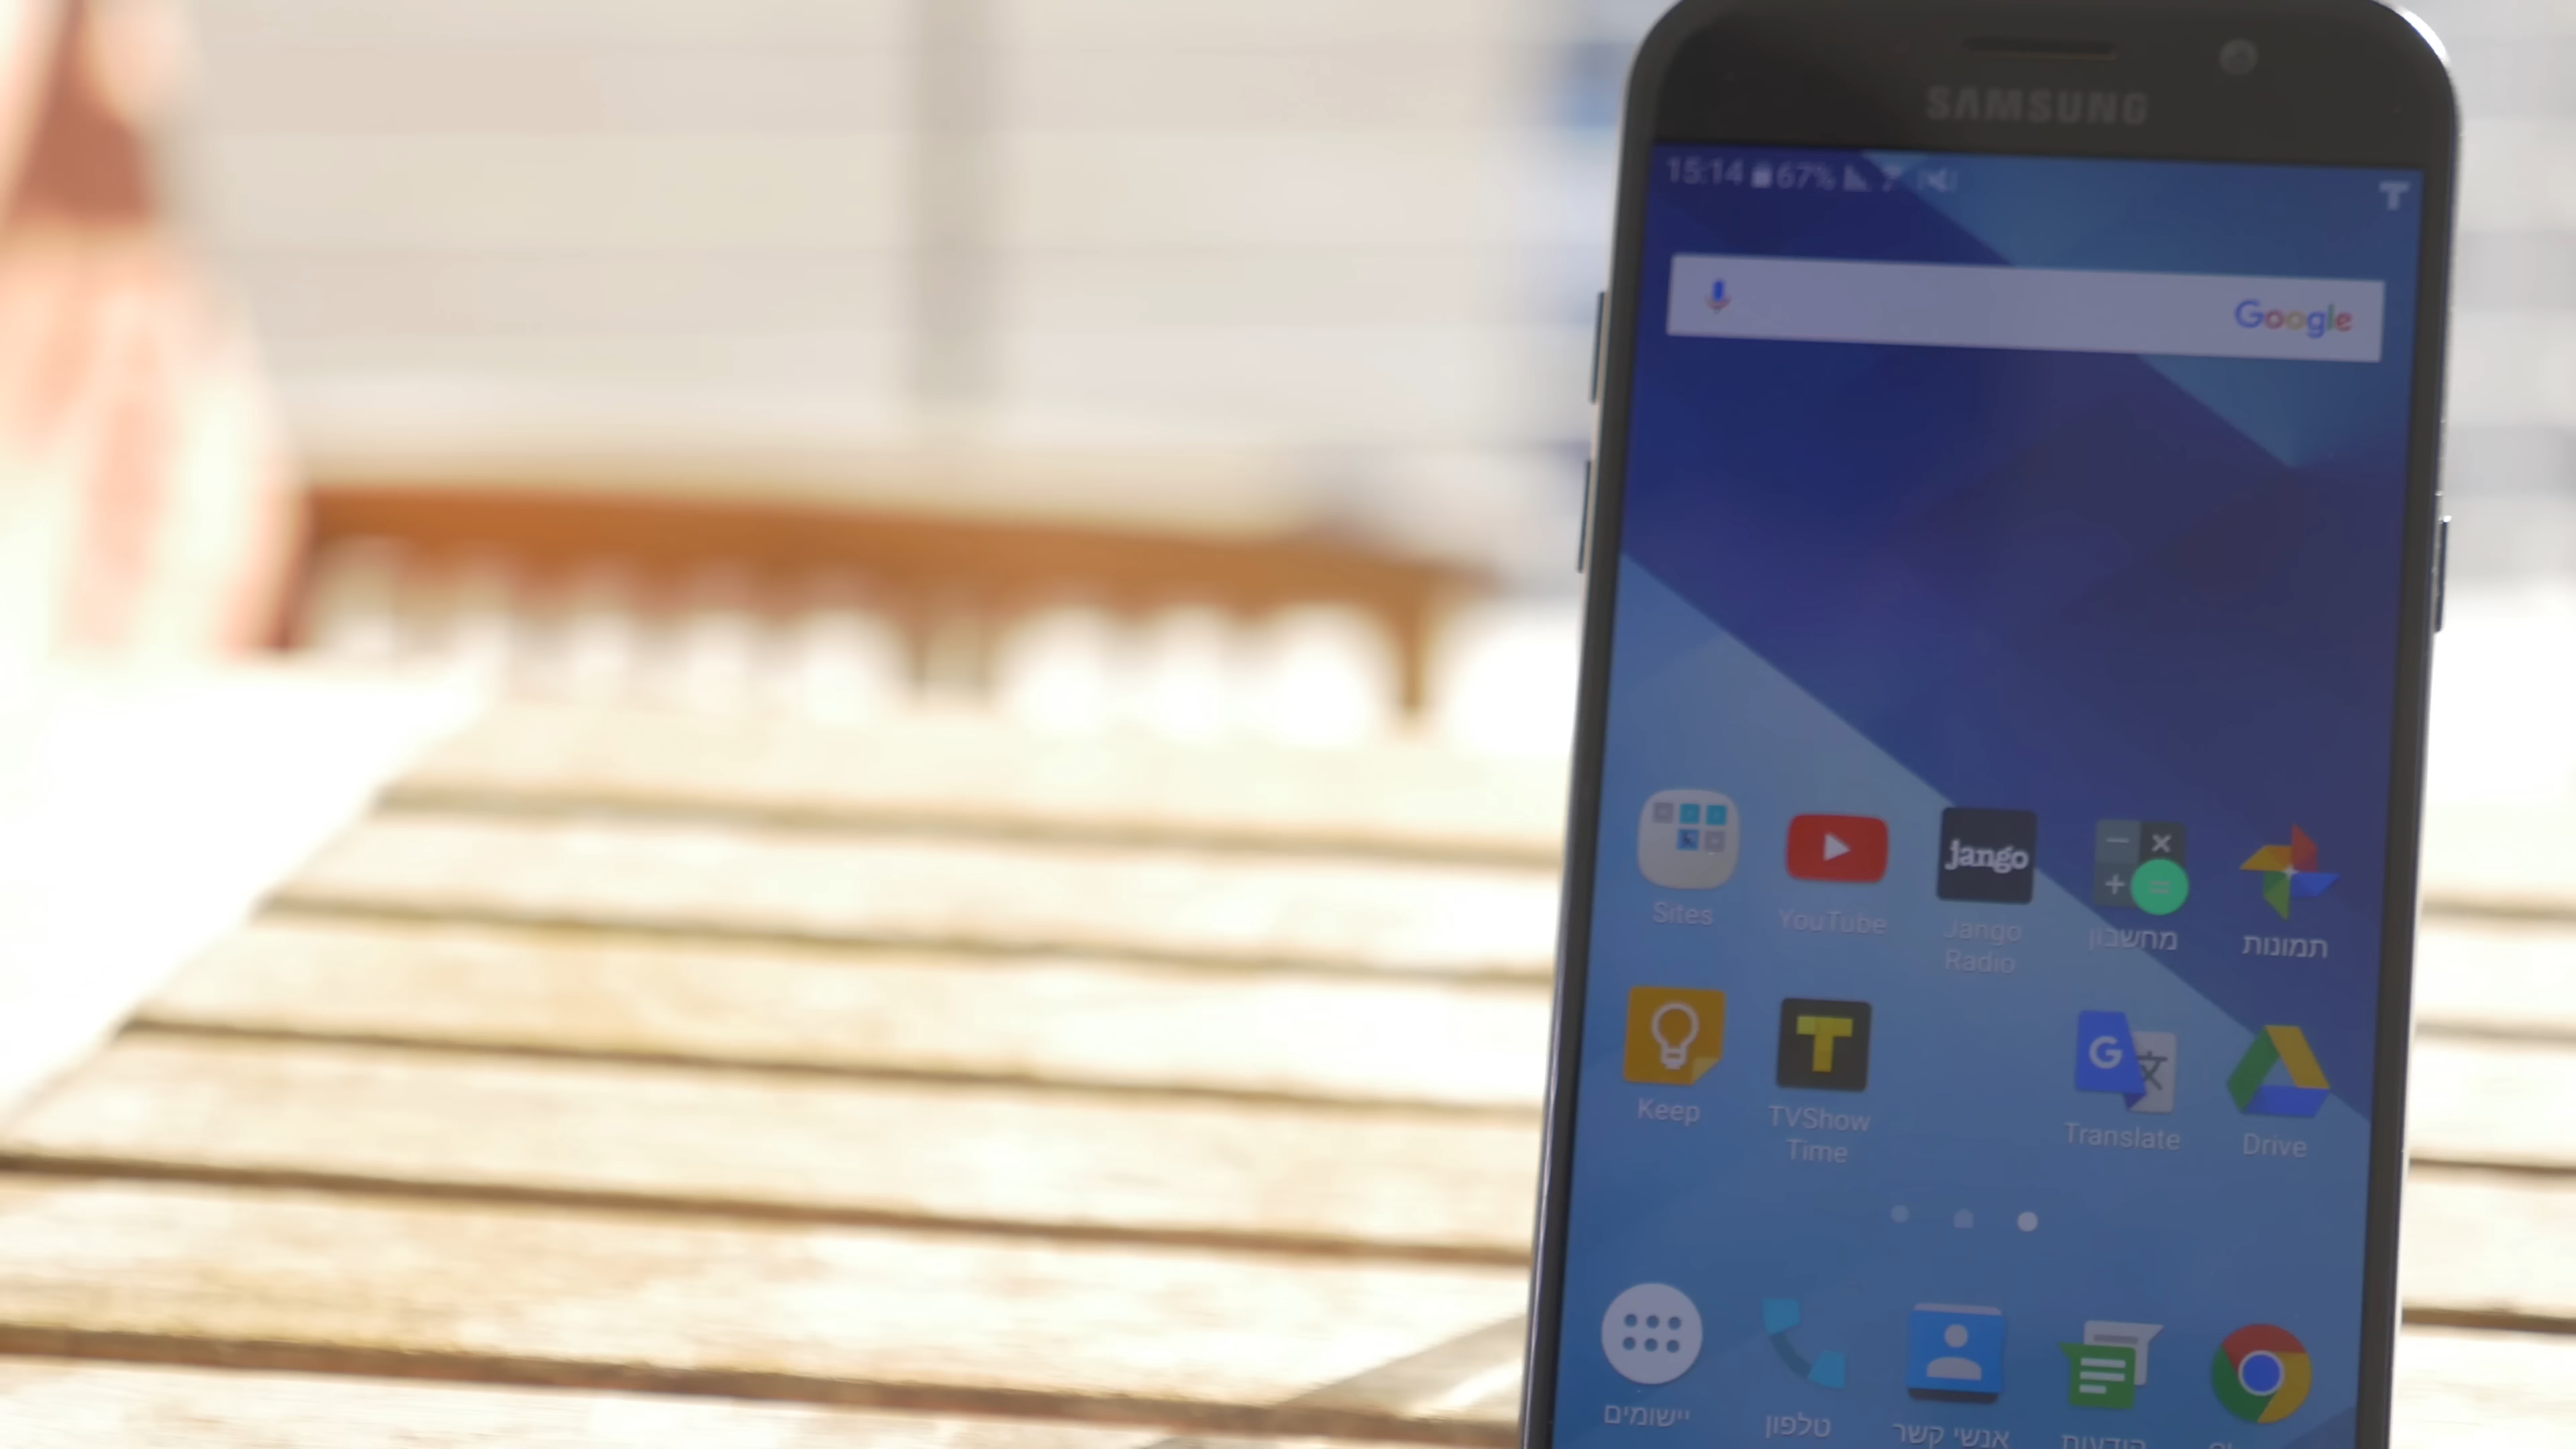 SAMSUNG
15:14 67%
Google
Sites
YouTube
jango
Jango
Radio
מחשבון
תמונות
Keep
TVShow
Time
Translate
Drive
יישומים
טלפון
אנשי קשר
הודעות